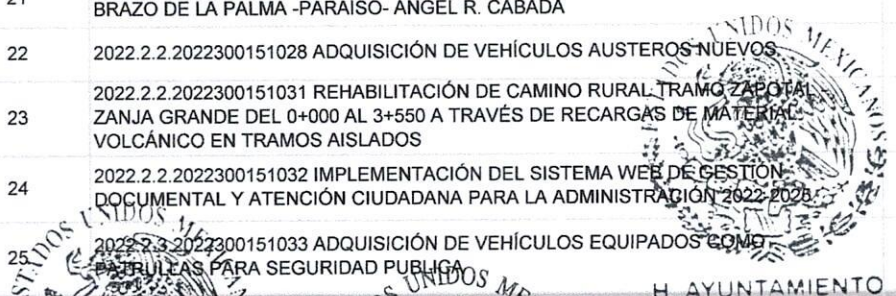 21 BRAZO DE LA PALMA -PARAISO- ANGEL R. CABADA
22 2022.2.2.2022300151028 ADQUISICIÓN DE VEHÍCULOS AUSTEROS NUEVOS
2022.2.2.2022300151031 REHABILITACIÓN DE CAMINO RURAL TRAMO ZAPOTAL -
23 ZANJA GRANDE DEL 0+000 AL 3+550 A TRAVÉS DE RECARGAS DE MATERIAL
VOLCÁNICO EN TRAMOS AISLADOS
24 2022.2.2.2022300151032 IMPLEMENTACIÓN DEL SISTEMA WEB DE GESTIÓN
DOCUMENTAL Y ATENCIÓN CIUDADANA PARA LA ADMINISTRACIÓN 2022-2025
25 2022.2.3.2022300151033 ADQUISICIÓN DE VEHÍCULOS EQUIPADOS COMO
PATRULLAS PARA SEGURIDAD PUBLICA
ESTADOS UNIDOS MEXICANOS
H. AYUNTAMIENTO